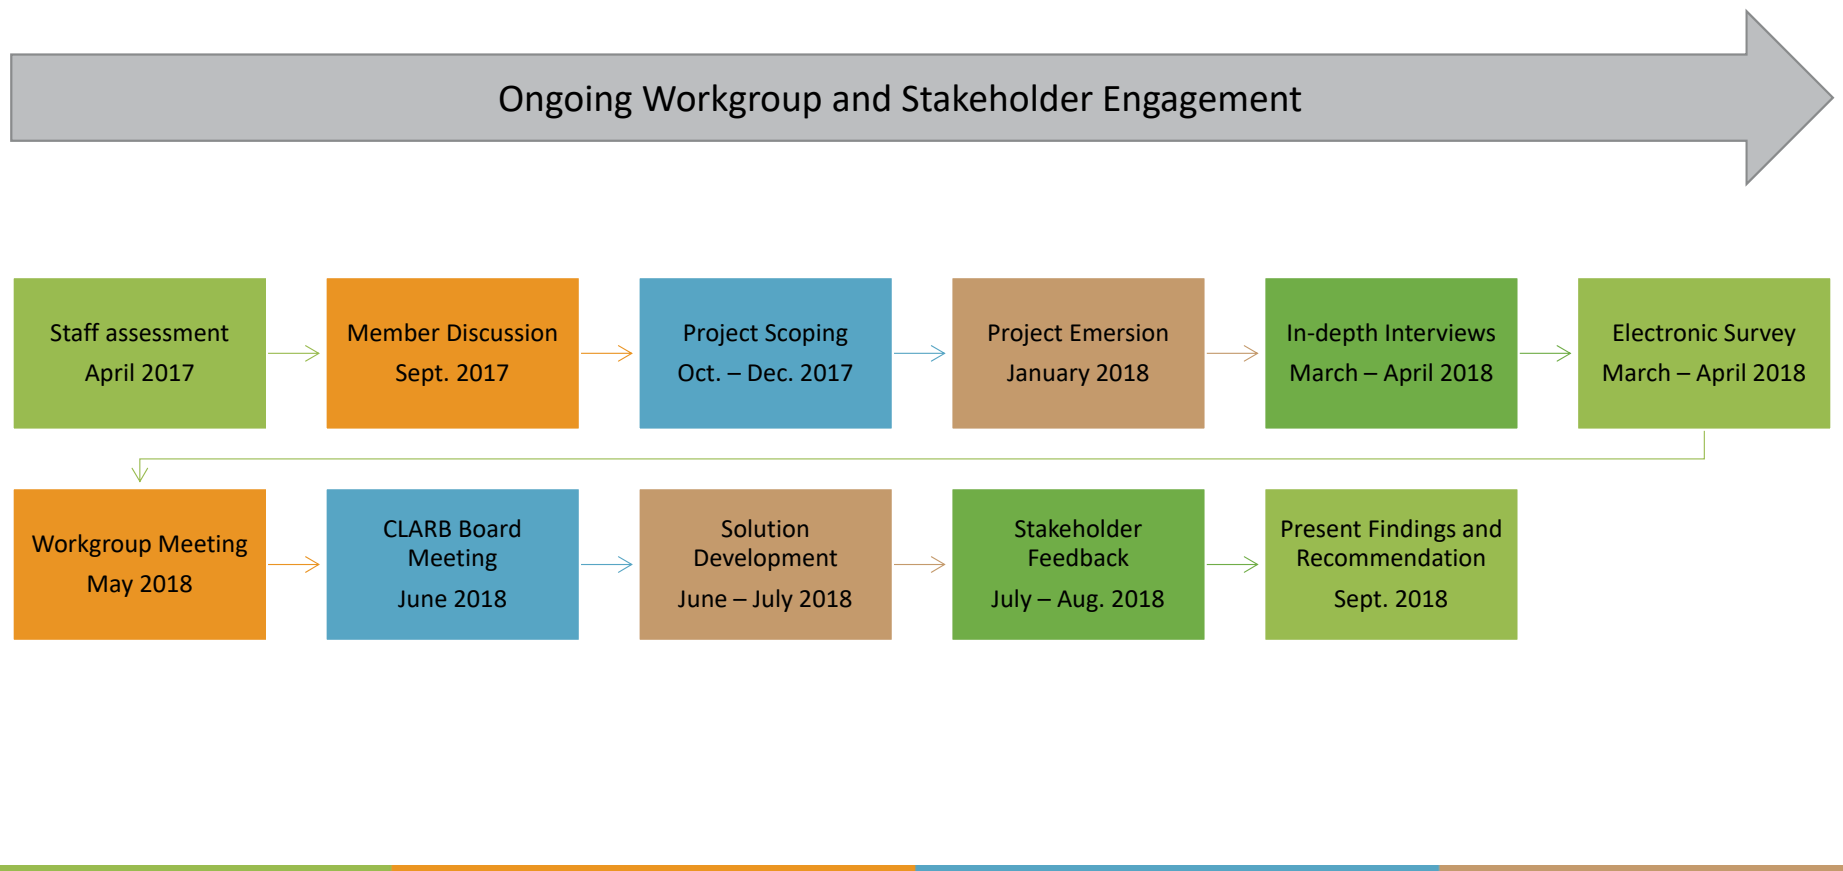 Ongoing Workgroup and Stakeholder Engagement
Staff assessment
April 2017
Member Discussion
Sept. 2017
Project Scoping
Oct. – Dec. 2017
Project Emersion
January 2018
In-depth Interviews
March – April 2018
Electronic Survey
March – April 2018
Workgroup Meeting
May 2018
CLARB Board
Meeting
June 2018
Solution
Development
June – July 2018
Stakeholder
Feedback
July – Aug. 2018
Present Findings and
Recommendation
Sept. 2018